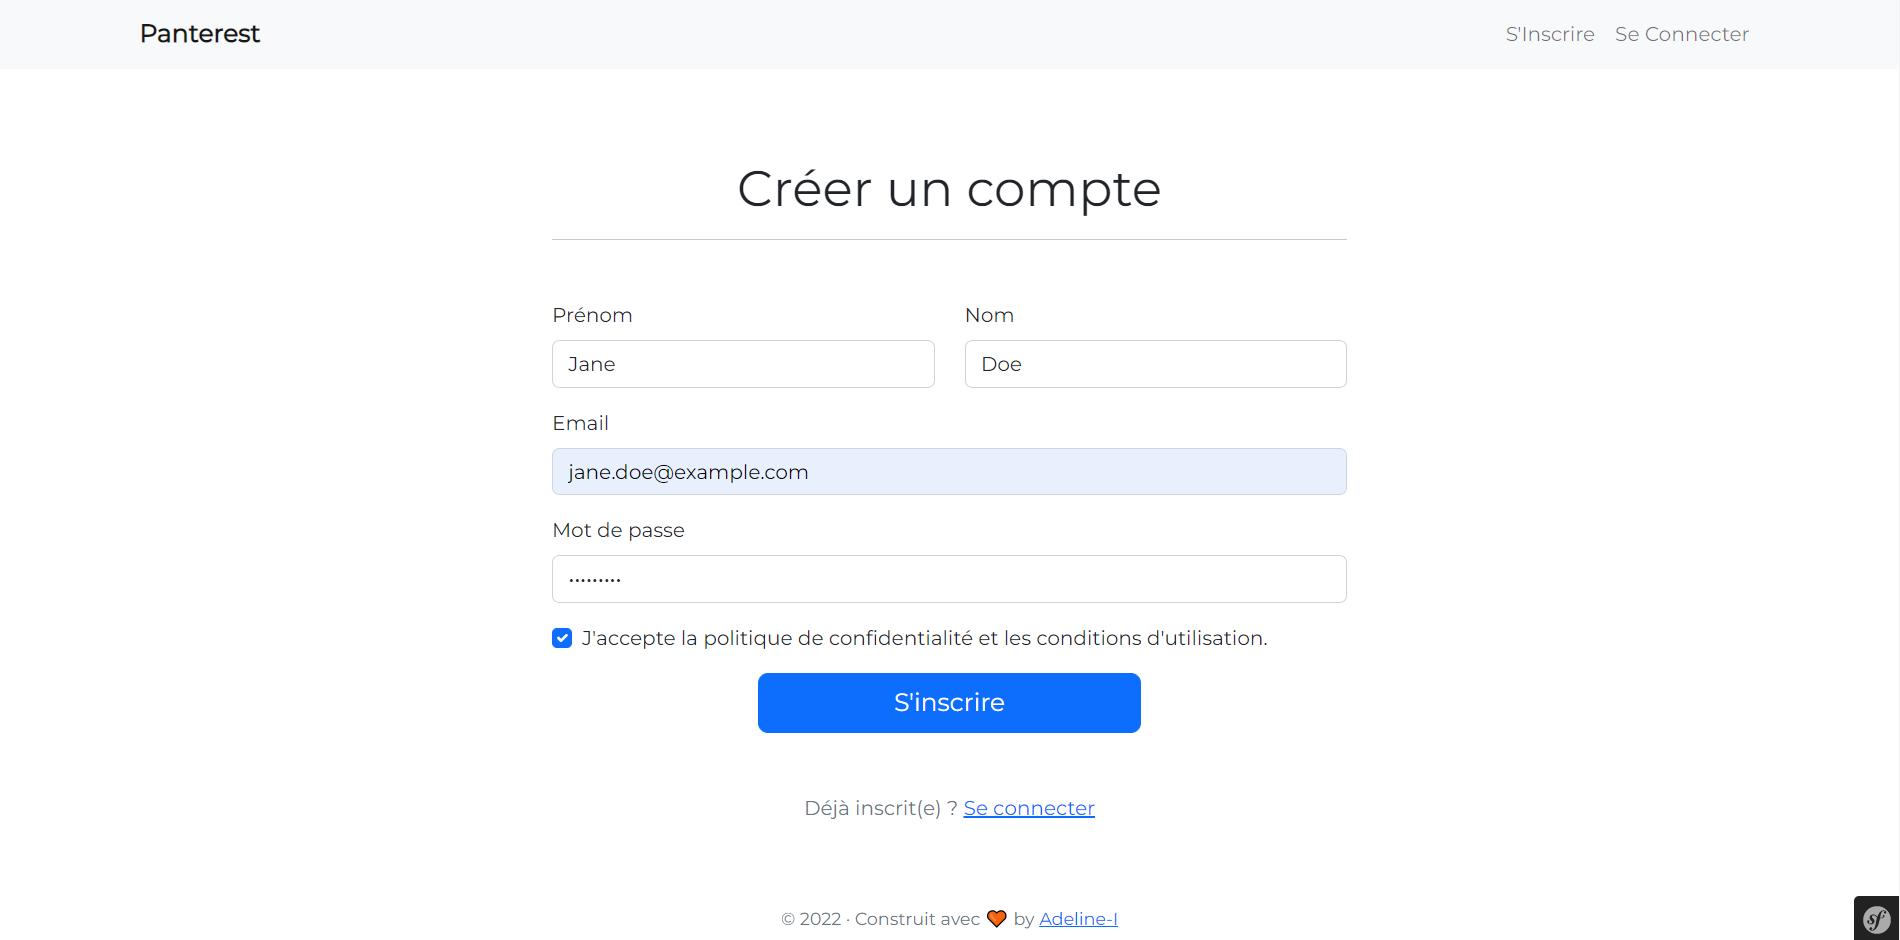 Panterest S'Inscrire Se Connecter
Créer un compte
Prénom Nom
Jane Doe
Email
jane.doe@example.com
Mot de passe
•••••••••
J'accepte la politique de confidentialité et les conditions d'utilisation.
S'inscrire
Déjà inscrit(e) ? Se connecter
© 2022 · Construit avec 🧡 by Adeline-I
sf